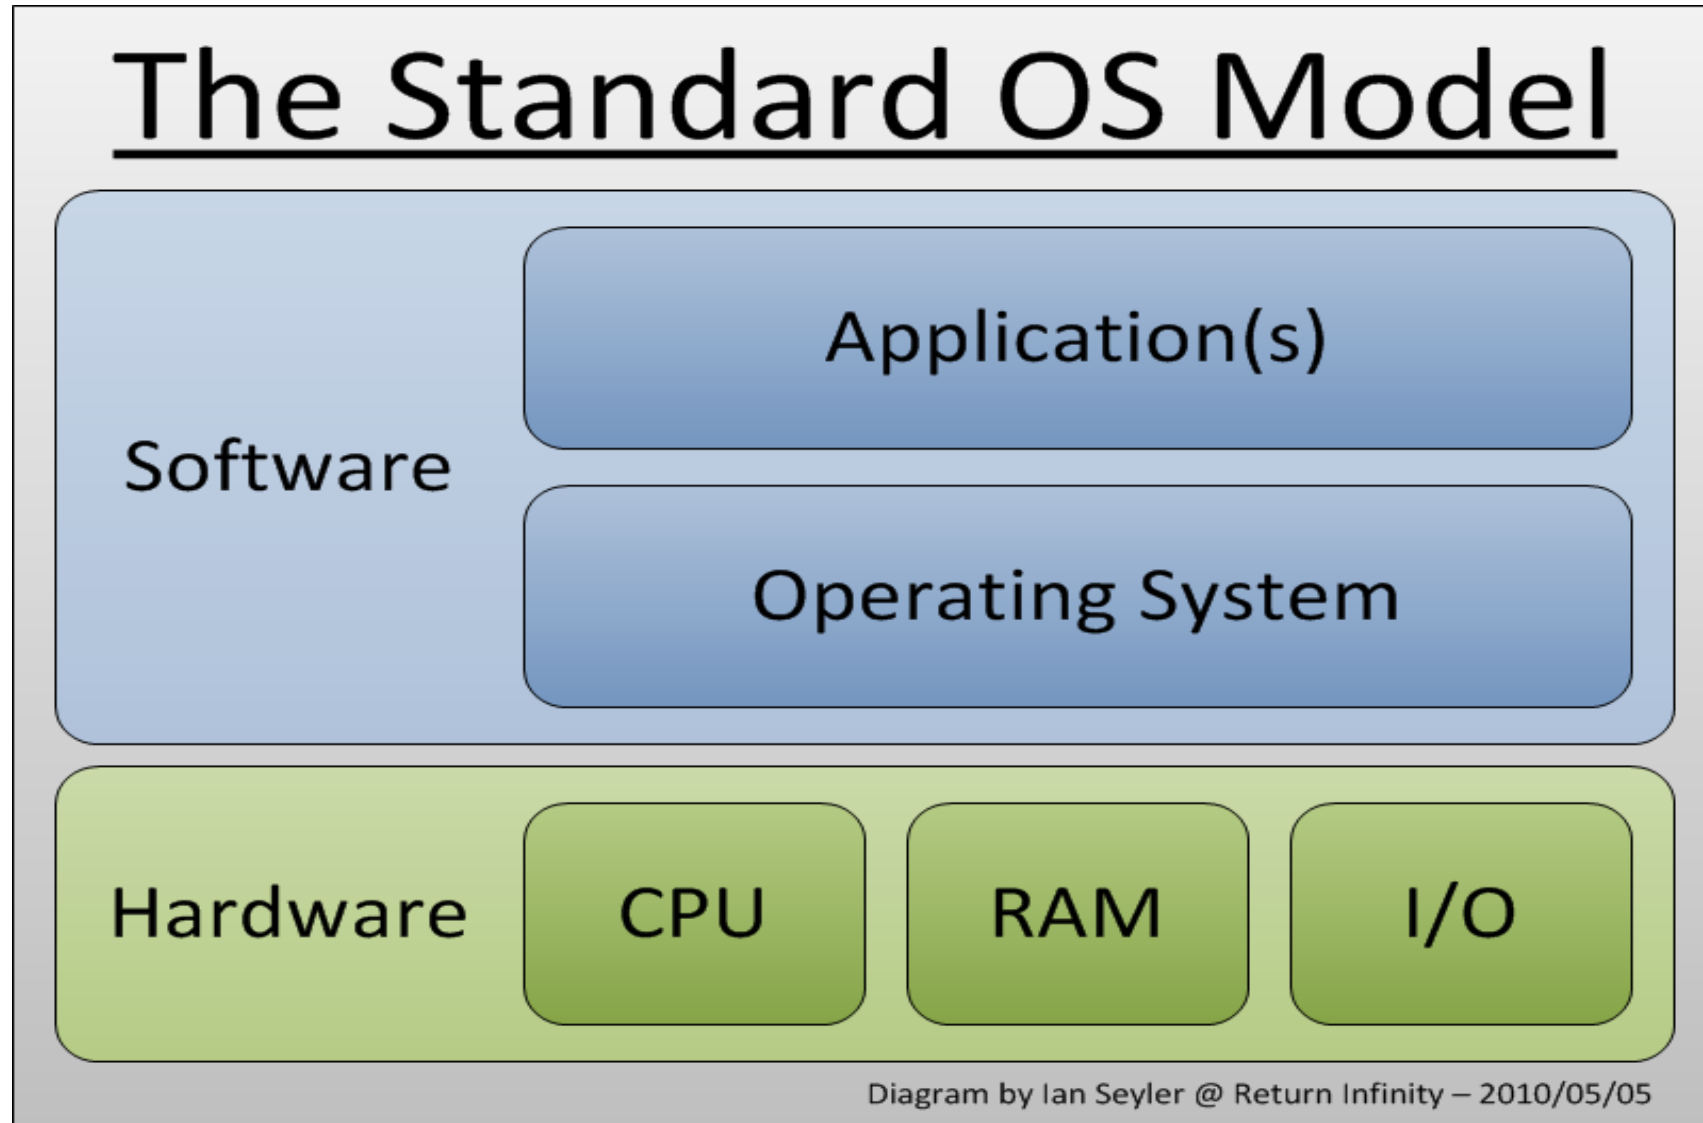 The Standard OS Model
Application(s)
Software
Operating System
Hardware
CPU
RAM
I/O
Diagram by Ian Seyler @ Return Infinity – 2010/05/05